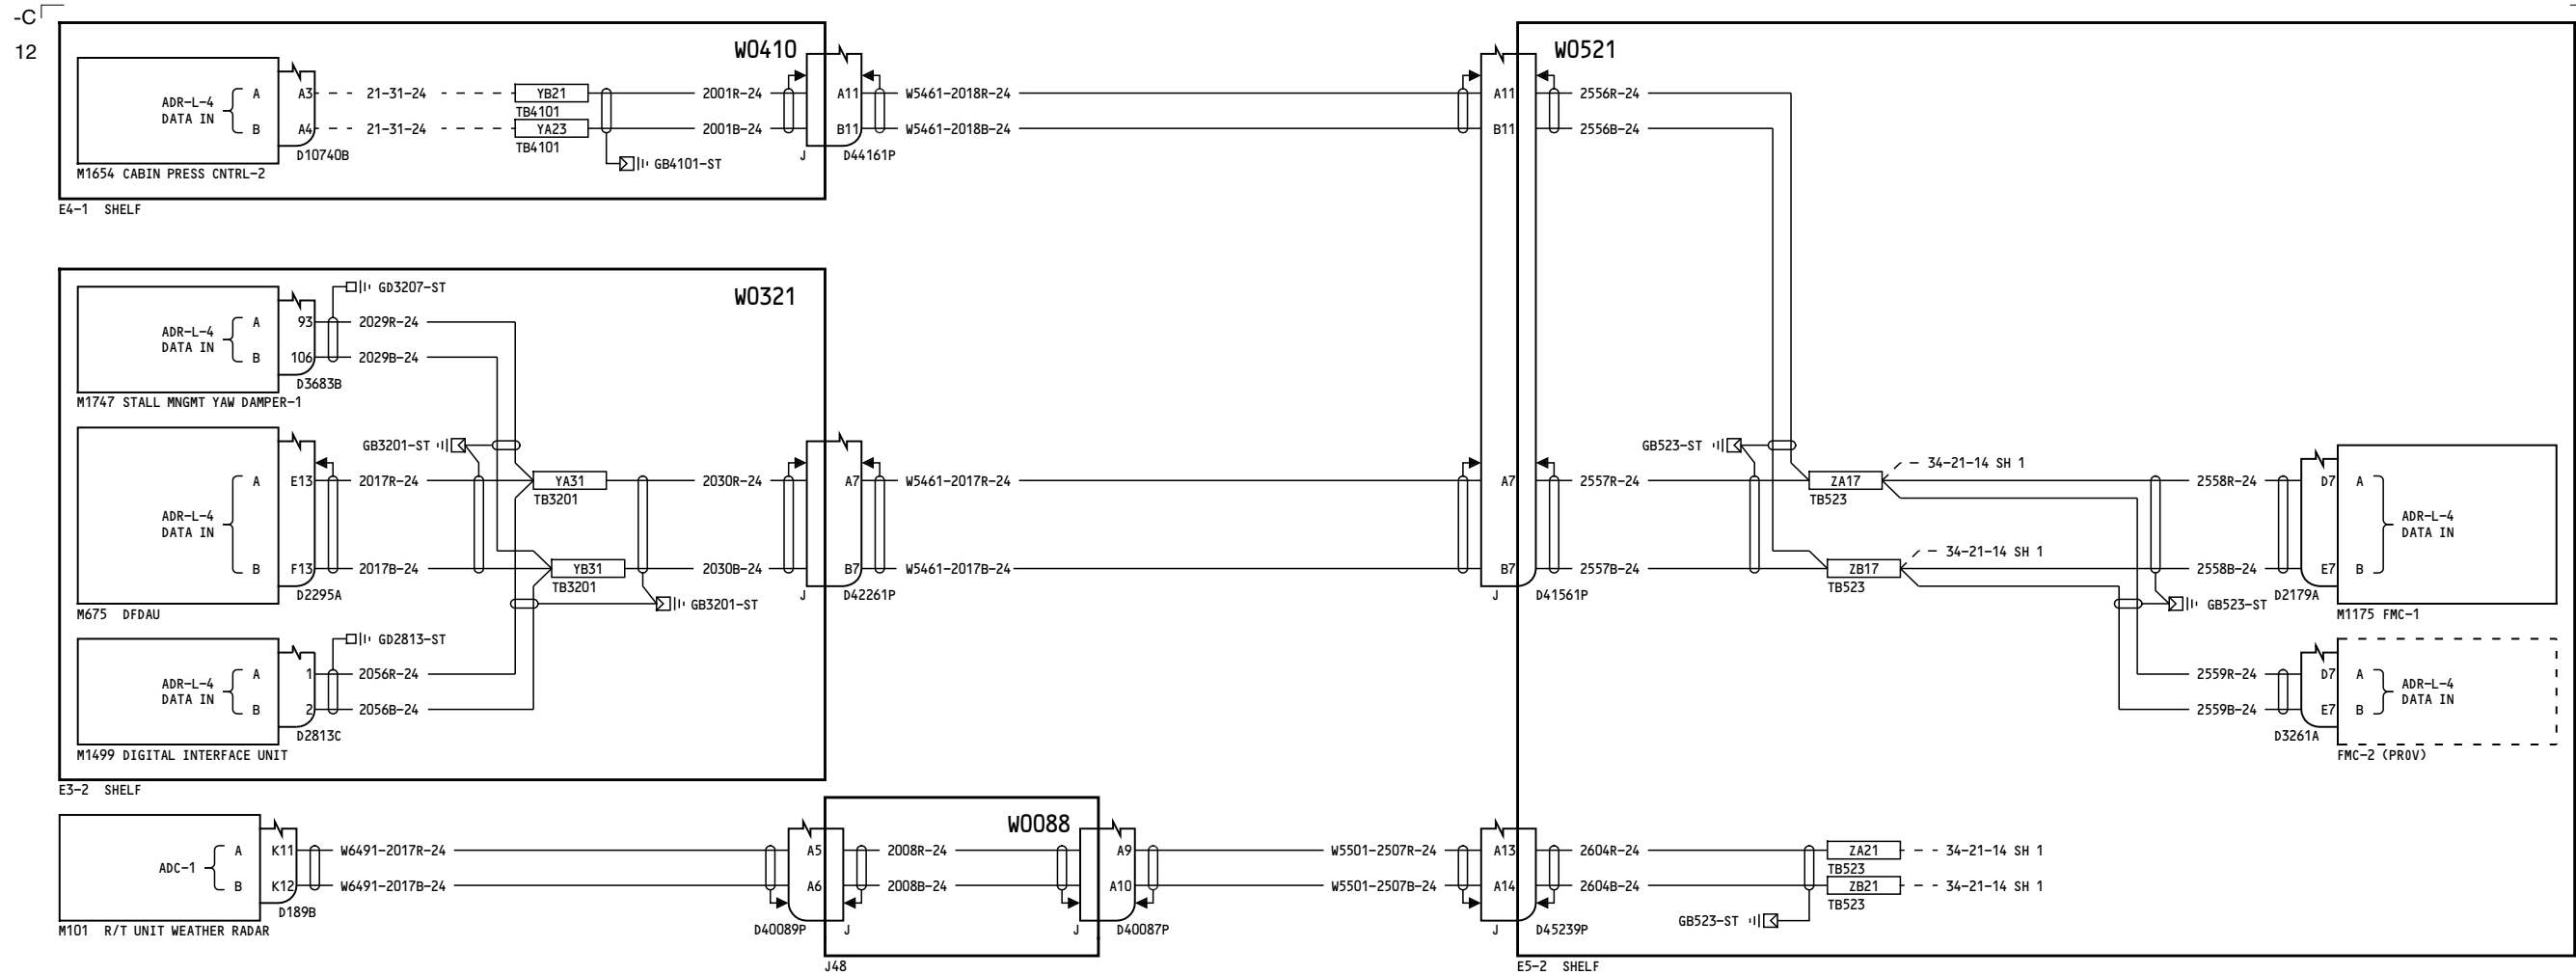 -C
12
W0410
ADR-L-4
DATA IN
A
B
A3
A4
21-31-24
21-31-24
YB21
TB4101
YA23
TB4101
2001R-24
2001B-24
GB4101-ST
D10740B
M1654 CABIN PRESS CNTRL-2
E4-1 SHELF
A11
B11
J
D44161P
W5461-2018R-24
W5461-2018B-24
W0521
A11
B11
2556R-24
2556B-24
W0321
GD3207-ST
ADR-L-4
DATA IN
A
B
93
106
2029R-24
2029B-24
D3683B
M1747 STALL MNGMT YAW DAMPER-1
GB3201-ST
ADR-L-4
DATA IN
A
B
E13
F13
2017R-24
2017B-24
D2295A
M675 DFDAU
YA31
TB3201
YB31
TB3201
GB3201-ST
2030R-24
2030B-24
A7
B7
J
D42261P
W5461-2017R-24
W5461-2017B-24
A7
B7
J
D41561P
2557R-24
2557B-24
GB523-ST
ZA17
TB523
ZB17
TB523
34-21-14 SH 1
34-21-14 SH 1
2558R-24
2558B-24
GB523-ST
D7
E7
A
B
ADR-L-4
DATA IN
D2179A
M1175 FMC-1
GD2813-ST
ADR-L-4
DATA IN
A
B
1
2
2056R-24
2056B-24
D2813C
M1499 DIGITAL INTERFACE UNIT
E3-2 SHELF
2559R-24
2559B-24
D7
E7
A
B
ADR-L-4
DATA IN
D3261A
FMC-2 (PROV)
ADC-1
A
B
K11
K12
D189B
M101 R/T UNIT WEATHER RADAR
W6491-2017R-24
W6491-2017B-24
A5
A6
D40089P
J
W0088
2008R-24
2008B-24
A9
A10
J
D40087P
J48
W5501-2507R-24
W5501-2507B-24
A13
A14
J
D45239P
2604R-24
2604B-24
GB523-ST
ZA21
TB523
ZB21
TB523
34-21-14 SH 1
34-21-14 SH 1
E5-2 SHELF